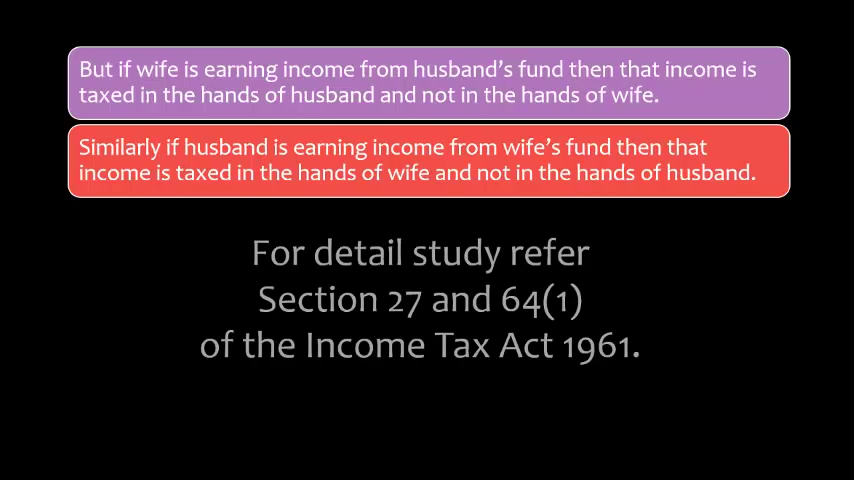 But if wife is earning income from husband's fund then that income is
taxed in the hands of husband and not in the hands of wife.
Similarly if husband is earning income from wife's fund then that
income is taxed in the hands of wife and not in the hands of husband.
For detail study refer
Section 27 and 64(1)
of the Income Tax Act 1961.